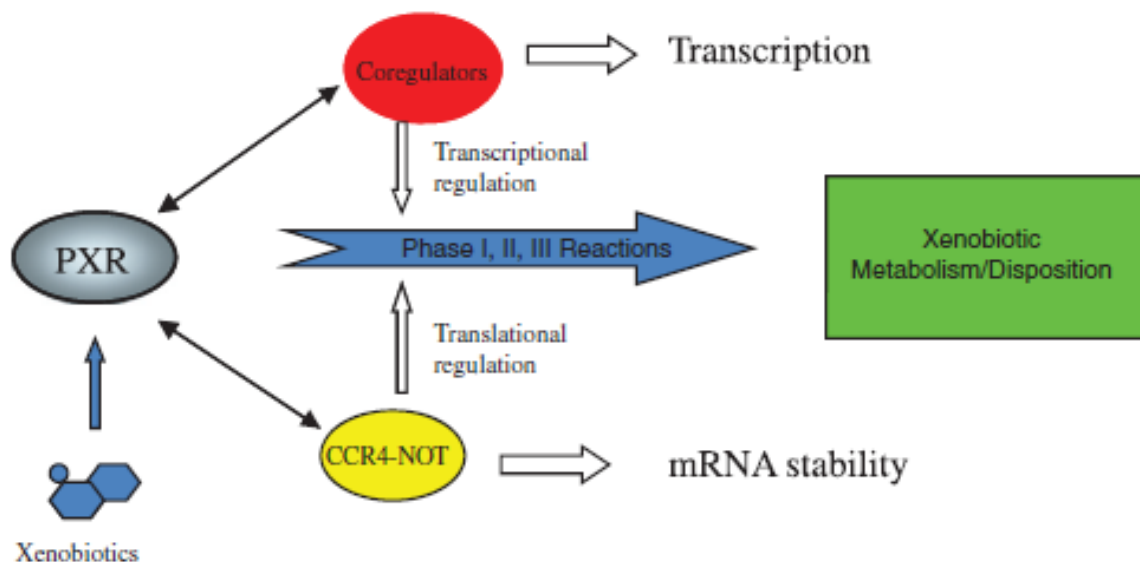 Coregulators
Transcription
Transcriptional
regulation
PXR
Phase I, II, III Reactions
Xenobiotic
Metabolism/Disposition
Translational
regulation
CCR4-NOT
mRNA stability
Xenobiotics